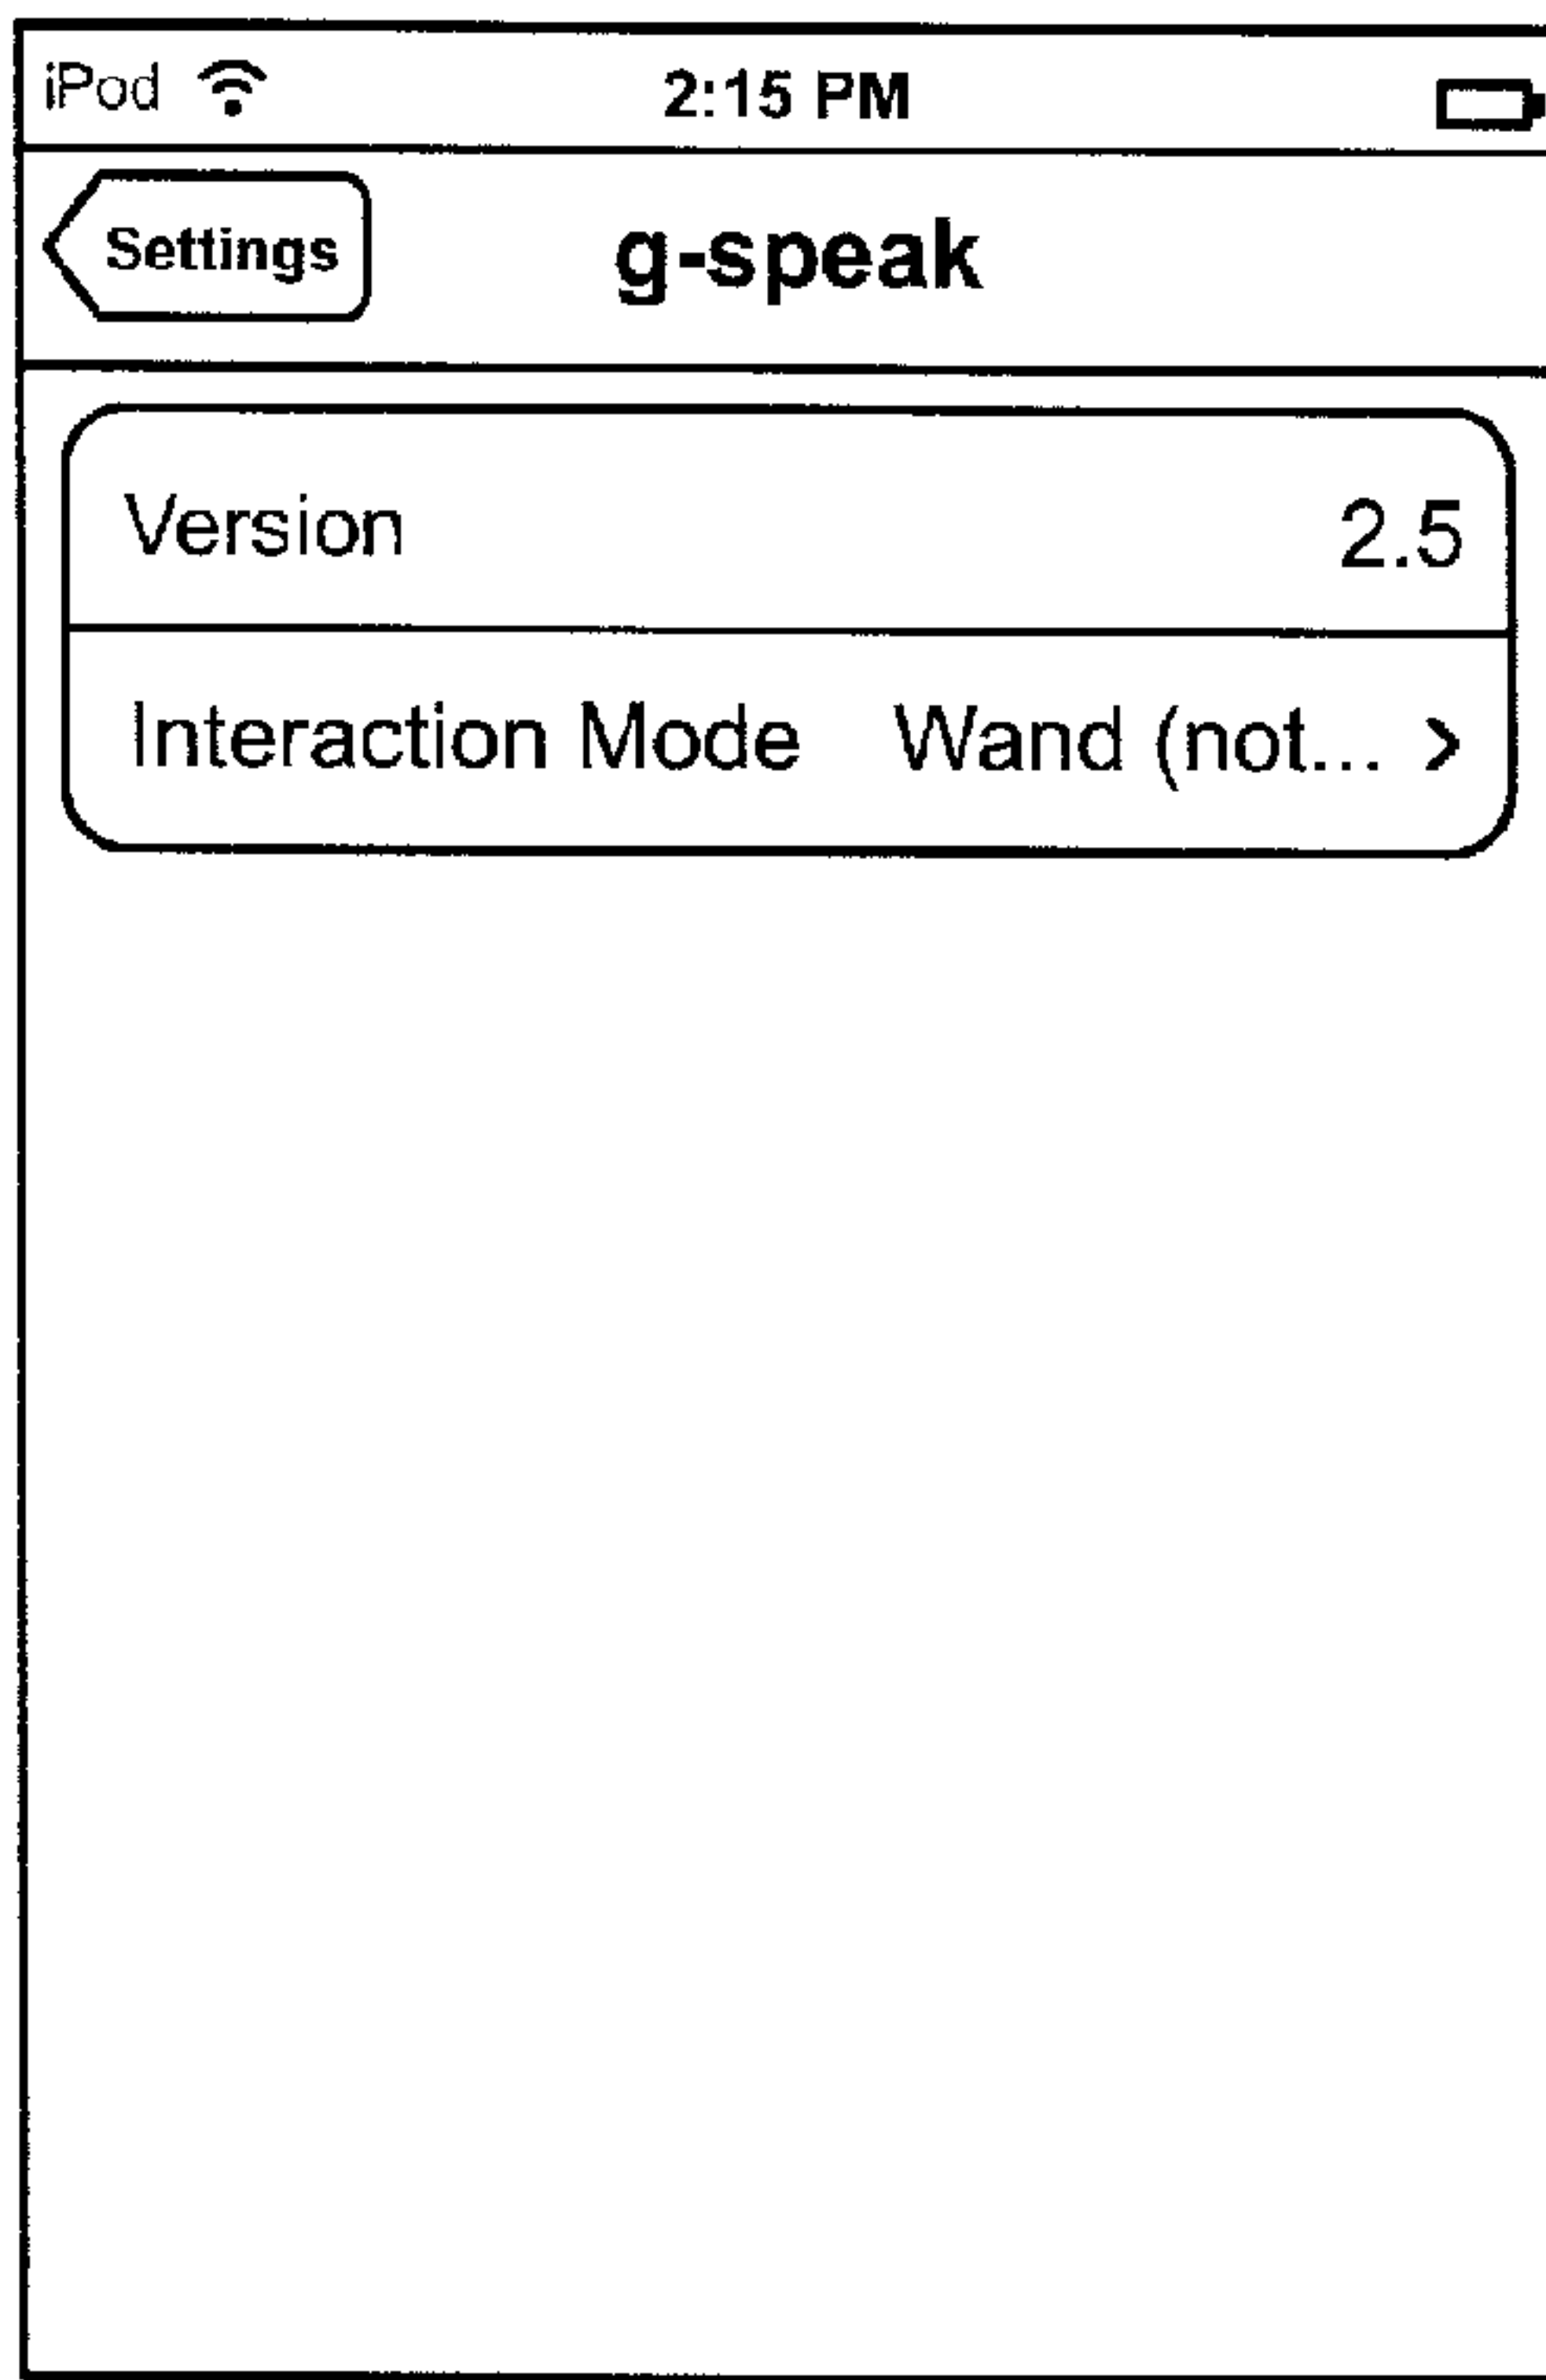 iPod 2:15 PM
Settings g-speak
Version 2.5
Interaction Mode Wand (not... >